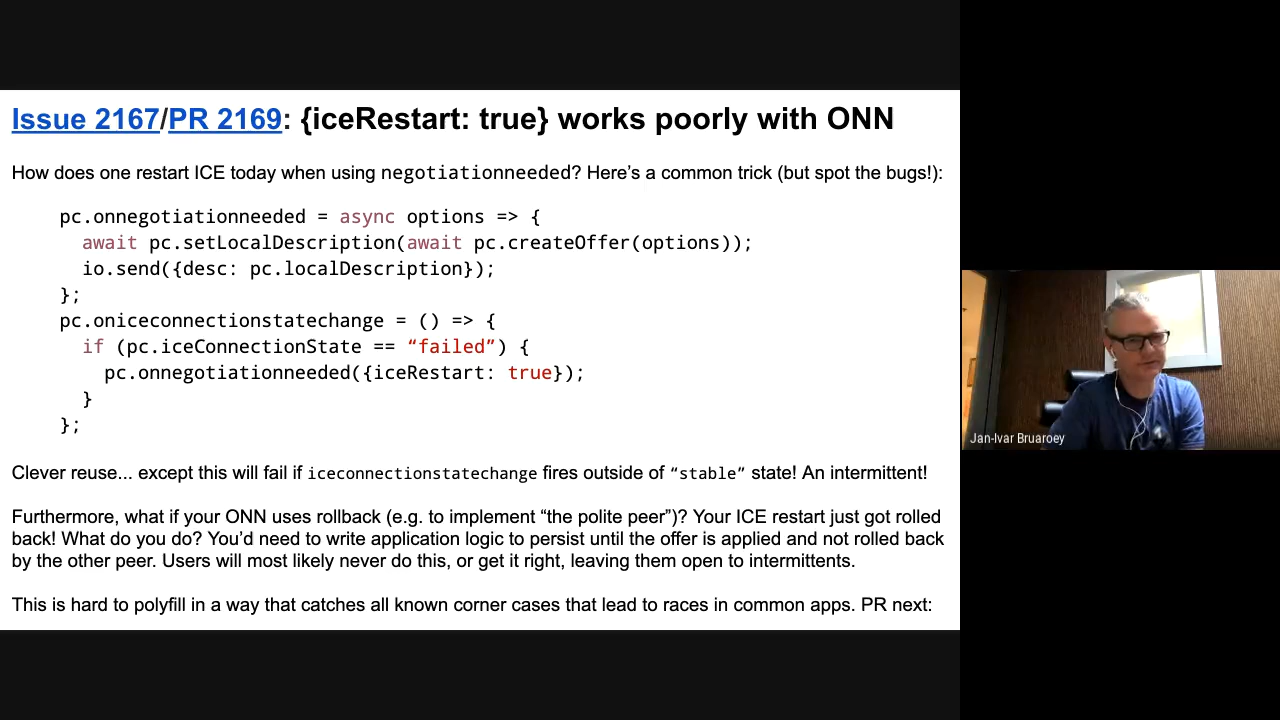 Issue 2167/PR 2169: {iceRestart: true} works poorly with ONN
How does one restart ICE today when using negotiationneeded? Here’s a common trick (but spot the bugs!):
pc.onnegotiationneeded = async options => {
await pc.setLocalDescription(await pc.createOffer(options));
io.send({desc: pc.localDescription});
};
pc.oniceconnectionstatechange = () => {
if (pc.iceConnectionState == “failed”) {
pc.onnegotiationneeded({iceRestart: true});
}
};
Clever reuse... except this will fail if iceconnectionstatechange fires outside of “stable” state! An intermittent!
Furthermore, what if your ONN uses rollback (e.g. to implement “the polite peer”)? Your ICE restart just got rolled
back! What do you do? You’d need to write application logic to persist until the offer is applied and not rolled back
by the other peer. Users will most likely never do this, or get it right, leaving them open to intermittents.
This is hard to polyfill in a way that catches all known corner cases that lead to races in common apps. PR next:
Jan-Ivar Bruaroey